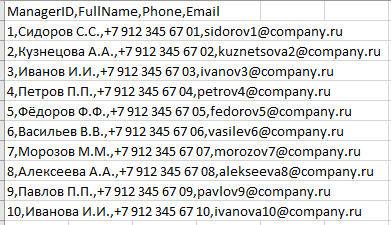 ManagerID,FullName,Phone,Email
1,Сидоров С.С.,+7 912 345 67 01,sidorov1@company.ru
2,Кузнецова А.А.,+7 912 345 67 02,kuznetsova2@company.ru
3,Иванов И.И.,+7 912 345 67 03,ivanov3@company.ru
4,Петров П.П.,+7 912 345 67 04,petrov4@company.ru
5,Фёдоров Ф.Ф.,+7 912 345 67 05,fedorov5@company.ru
6,Васильев В.В.,+7 912 345 67 06,vasilev6@company.ru
7,Морозов М.М.,+7 912 345 67 07,morozov7@company.ru
8,Алексеева А.А.,+7 912 345 67 08,alekseeva8@company.ru
9,Павлов П.П.,+7 912 345 67 09,pavlov9@company.ru
10,Иванова И.И.,+7 912 345 67 10,ivanova10@company.ru